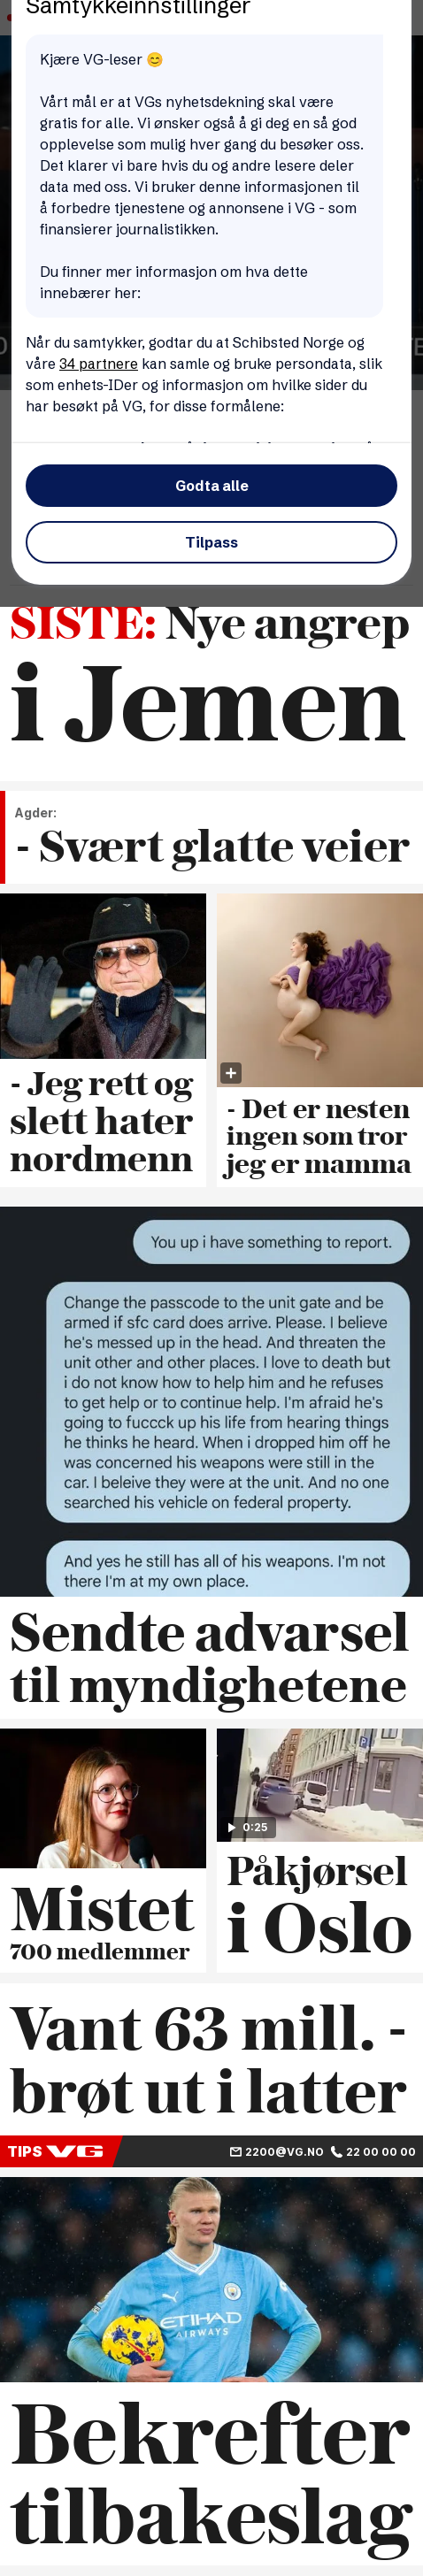 Samtykkeinnstillinger
Kjære VG-leser 😊
Vårt mål er at VGs nyhetsdekning skal være
gratis for alle. Vi ønsker også å gi deg en så god
opplevelse som mulig hver gang du besøker oss.
Det klarer vi bare hvis du og andre lesere deler
data med oss. Vi bruker denne informasjonen til
å forbedre tjenestene og annonsene i VG - som
finansierer journalistikken.
Du finner mer informasjon om hva dette
innebærer her:
Når du samtykker, godtar du at Schibsted Norge og
våre 34 partnere kan samle og bruke persondata, slik
som enhets-IDer og informasjon om hvilke sider du
har besøkt på VG, for disse formålene:
Godta alle
Tilpass
SISTE: Nye angrep
i Jemen
Agder:
- Svært glatte veier
- Jeg rett og
slett hater
nordmenn
- Det er nesten
ingen som tror
jeg er mamma
You up i have something to report.
Change the passcode to the unit gate and be
armed if sfc card does arrive. Please. I believe
he's messed up in the head. And threaten the
unit other and other places. I love to death but
i do not know how to help him and he refuses
to get help or to continue help. I'm afraid he's
going to fuccck up his life from hearing things
he thinks he heard. When i dropped him off he
was concerned his weapons were still in the
car. I beleive they were at the unit. And no one
searched his vehicle on federal property.
And yes he still has all of his weapons. I'm not
there I'm at my own place.
Sendte advarsel
til myndighetene
Mistet
700 medlemmer
0:25
Påkjørsel
i Oslo
Vant 63 mill. -
brøt ut i latter
TIPS VG 2200@VG.NO 22 00 00 00
ETIHAD
AIRWAYS
Bekrefter
tilbakeslag